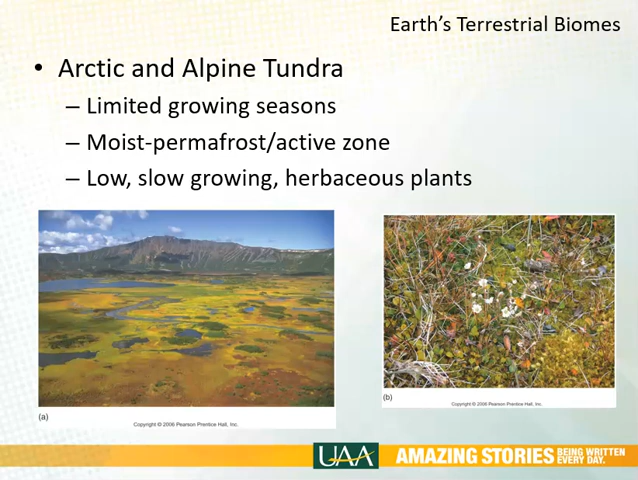 Earth's Terrestrial Biomes
• Arctic and Alpine Tundra
– Limited growing seasons
– Moist-permafrost/active zone
– Low, slow growing, herbaceous plants
(a)
Copyright © 2006 Pearson Prentice Hall, Inc.
(b)
Copyright © 2006 Pearson Prentice Hall, Inc.
UAA
AMAZING STORIES BEING WRITTEN
EVERY DAY.